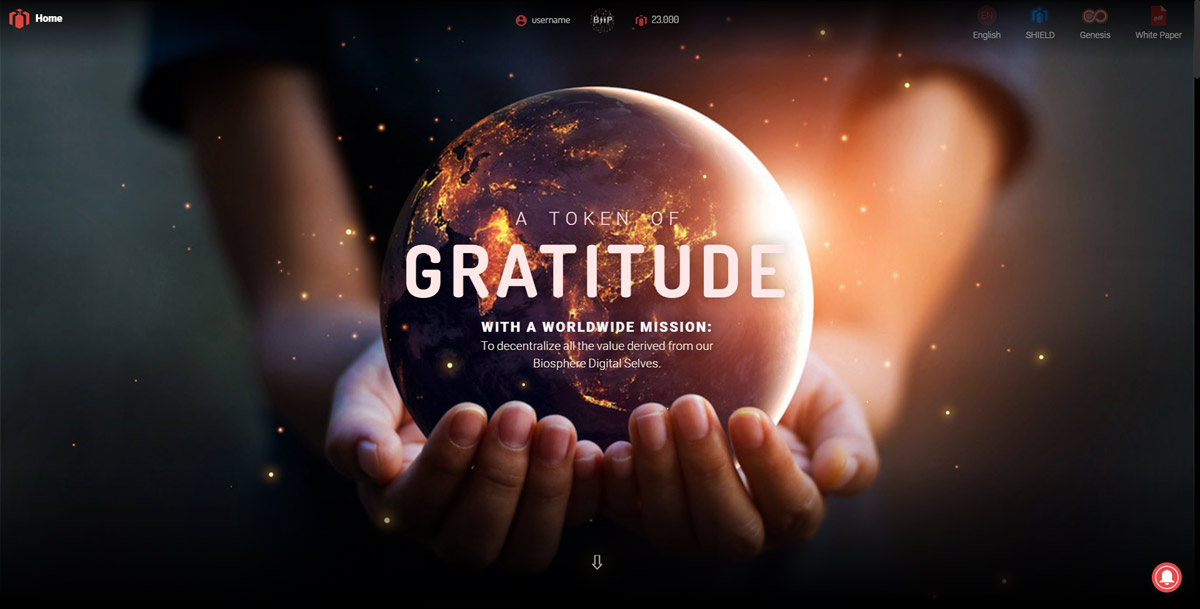 Home
username
BHP
23.000
EN
English
SHIELD
Genesis
White Paper
A TOKEN OF
GRATITUDE
WITH A WORLDWIDE MISSION:
To decentralize all the value derived from our
Biosphere Digital Selves.